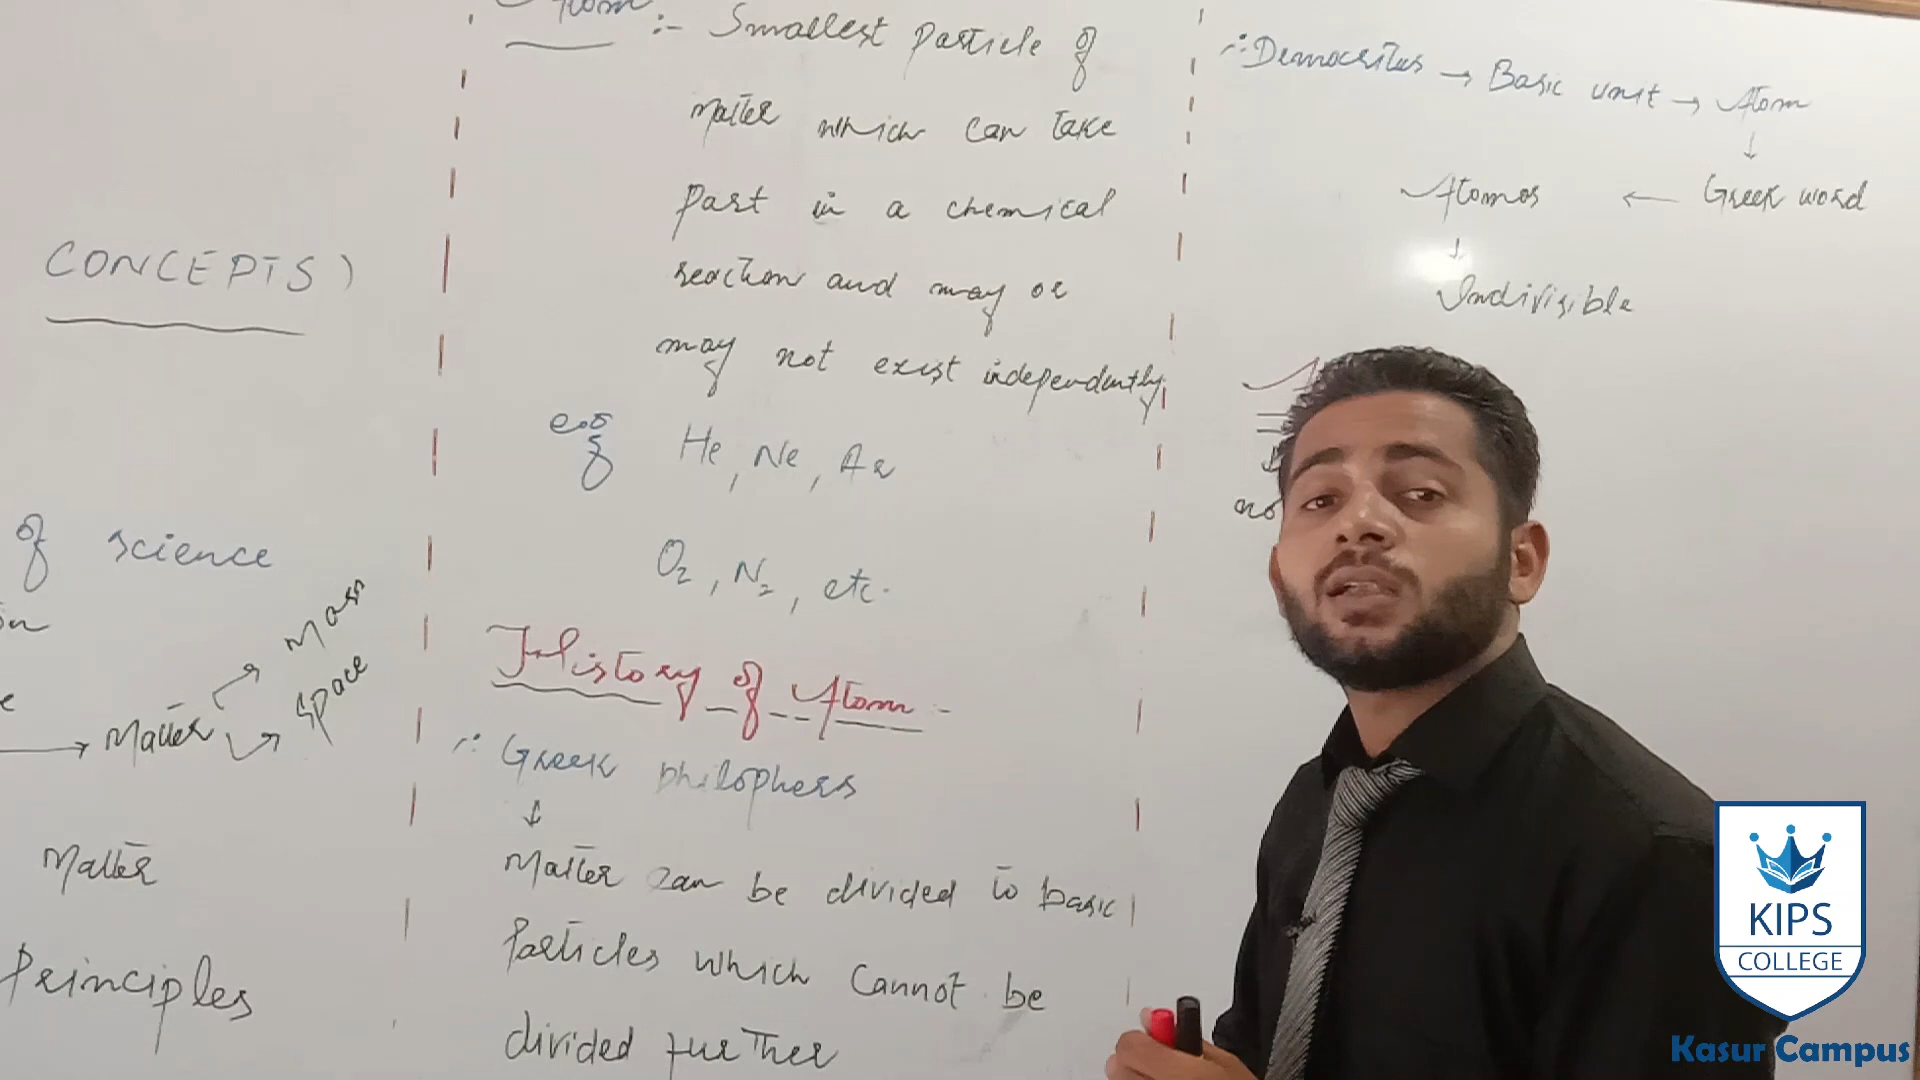 CONCEPTS)
of science
Mass
Space
Matter
Matter
Principles
Atom :- Smallest particle of
Matter which can take
Part in a chemical
reaction and may or
may not exist independently
e.g He, Ne, Ar
O2, N2, etc.
History of Atom :-
Greek philophers
Matter can be divided to basic
Particles which cannot be
divided further
Democritus → Basic unit → Atom
Atomos ← Greek word
Indivisible
no
KIPS
COLLEGE
Kasur Campus